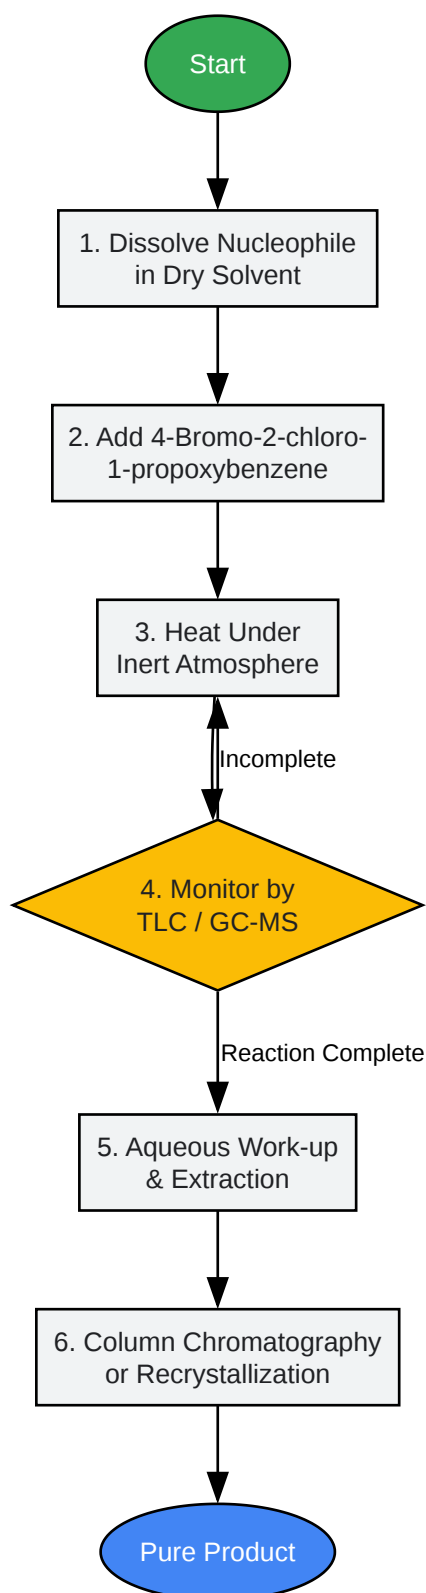 Start
1. Dissolve Nucleophile
in Dry Solvent
2. Add 4-Bromo-2-chloro-
1-propoxybenzene
3. Heat Under
Inert Atmosphere
Incomplete
4. Monitor by
TLC / GC-MS
Reaction Complete
5. Aqueous Work-up
& Extraction
6. Column Chromatography
or Recrystallization
Pure Product